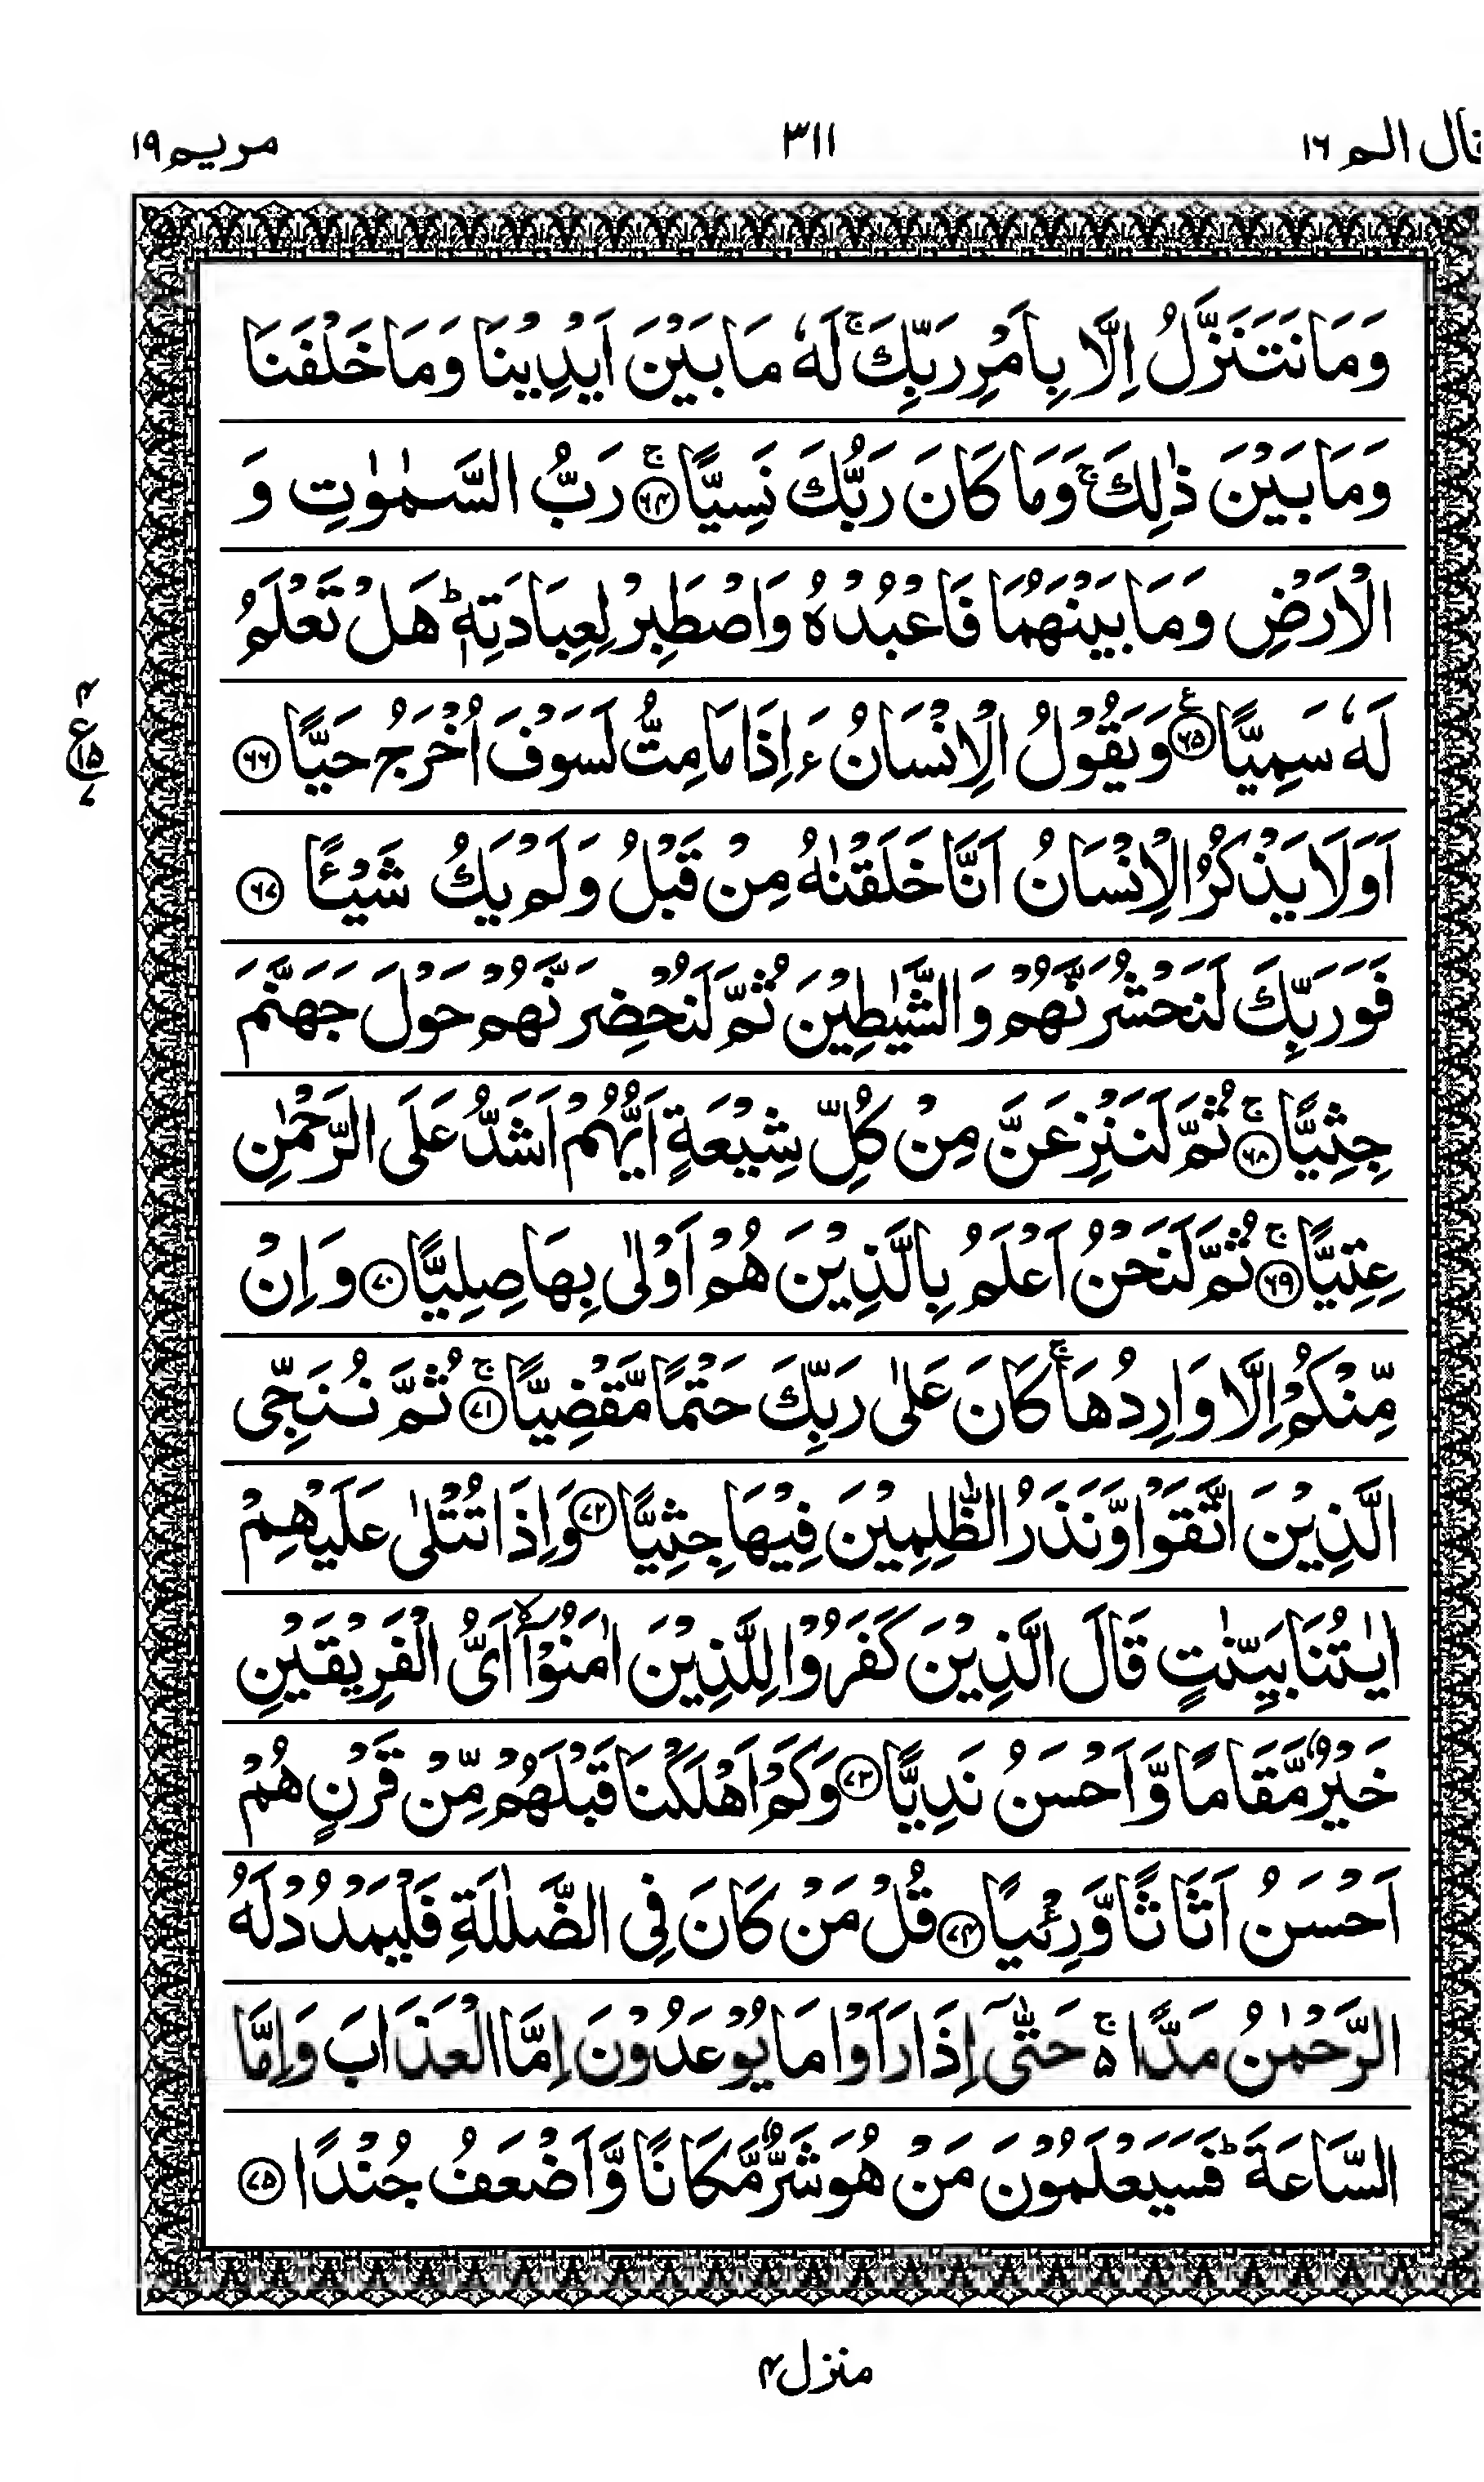 قال الم ١٦
٣١١
مريم ١٩
وَمَا نَتَنَزَّلُ اِلَّا بِاَمْرِ رَبِّكَ ۚ لَهٗ مَا بَيْنَ اَيْدِيْنَا وَمَا خَلْفَنَا
وَمَا بَيْنَ ذٰلِكَ ۚ وَمَا كَانَ رَبُّكَ نَسِيًّا ۚ ﴿٦٤﴾ رَبُّ السَّمٰوٰتِ وَ
الْاَرْضِ وَمَا بَيْنَهُمَا فَاعْبُدْهُ وَاصْطَبِرْ لِعِبَادَتِهٖ ؕ هَلْ تَعْلَمُ
لَهٗ سَمِيًّا ﴿٦٥﴾ ع وَيَقُوْلُ الْاِنْسَانُ ءَاِذَا مَا مِتُّ لَسَوْفَ اُخْرَجُ حَيًّا ﴿٦٦﴾
٤
ع ١٥
٧
اَوَلَا يَذْكُرُ الْاِنْسَانُ اَنَّا خَلَقْنٰهُ مِنْ قَبْلُ وَلَمْ يَكُ شَيْـًٔا ﴿٦٧﴾
فَوَرَبِّكَ لَنَحْشُرَنَّهُمْ وَالشَّيٰطِيْنَ ثُمَّ لَنُحْضِرَنَّهُمْ حَوْلَ جَهَنَّمَ
جِثِيًّا ۚ ﴿٦٨﴾ ثُمَّ لَنَنْزِعَنَّ مِنْ كُلِّ شِيْعَةٍ اَيُّهُمْ اَشَدُّ عَلَى الرَّحْمٰنِ
عِتِيًّا ۚ ﴿٦٩﴾ ثُمَّ لَنَحْنُ اَعْلَمُ بِالَّذِيْنَ هُمْ اَوْلٰى بِهَا صِلِيًّا ﴿٧٠﴾ وَاِنْ
مِّنْكُمْ اِلَّا وَارِدُهَا ۚ كَانَ عَلٰى رَبِّكَ حَتْمًا مَّقْضِيًّا ۚ ﴿٧١﴾ ثُمَّ نُنَجِّى
الَّذِيْنَ اتَّقَوْا وَّنَذَرُ الظّٰلِمِيْنَ فِيْهَا جِثِيًّا ﴿٧٢﴾ وَاِذَا تُتْلٰى عَلَيْهِمْ
اٰيٰتُنَا بَيِّنٰتٍ قَالَ الَّذِيْنَ كَفَرُوْا لِلَّذِيْنَ اٰمَنُوْۤا ۙ اَىُّ الْفَرِيْقَيْنِ
خَيْرٌ مَّقَامًا وَّاَحْسَنُ نَدِيًّا ﴿٧٣﴾ وَكَمْ اَهْلَكْنَا قَبْلَهُمْ مِّنْ قَرْنٍ هُمْ
اَحْسَنُ اَثَاثًا وَّرِءْيًا ﴿٧٤﴾ قُلْ مَنْ كَانَ فِى الضَّلٰلَةِ فَلْيَمْدُدْ لَهُ
الرَّحْمٰنُ مَدًّا ۚ ۵ حَتّٰۤى اِذَا رَاَوْا مَا يُوْعَدُوْنَ اِمَّا الْعَذَابَ وَاِمَّا
السَّاعَةَ ؕ فَسَيَعْلَمُوْنَ مَنْ هُوَ شَرٌّ مَّكَانًا وَّاَضْعَفُ جُنْدًا ﴿٧٥﴾
منزل ٤